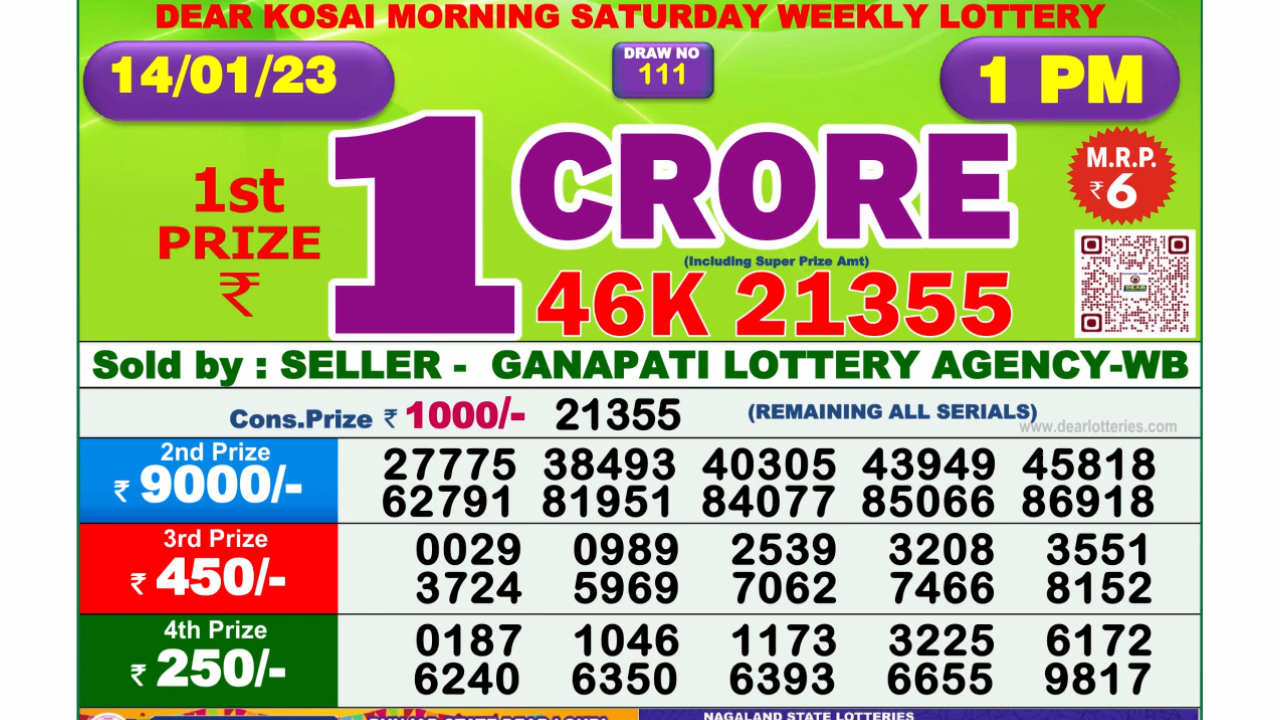 DEAR KOSAI MORNING SATURDAY WEEKLY LOTTERY
14/01/23
DRAW NO
111
1 PM
1st
PRIZE
₹
1 CRORE
(Including Super Prize Amt)
46K 21355
M.R.P.
₹6
Sold by : SELLER - GANAPATI LOTTERY AGENCY-WB
Cons.Prize ₹ 1000/- 21355 (REMAINING ALL SERIALS)
www.dearlotteries.com
2nd Prize
₹ 9000/-
27775 38493 40305 43949 45818
62791 81951 84077 85066 86918
3rd Prize
₹ 450/-
0029 0989 2539 3208 3551
3724 5969 7062 7466 8152
4th Prize
₹ 250/-
0187 1046 1173 3225 6172
6240 6350 6393 6655 9817
NAGALAND STATE LOTTERIES